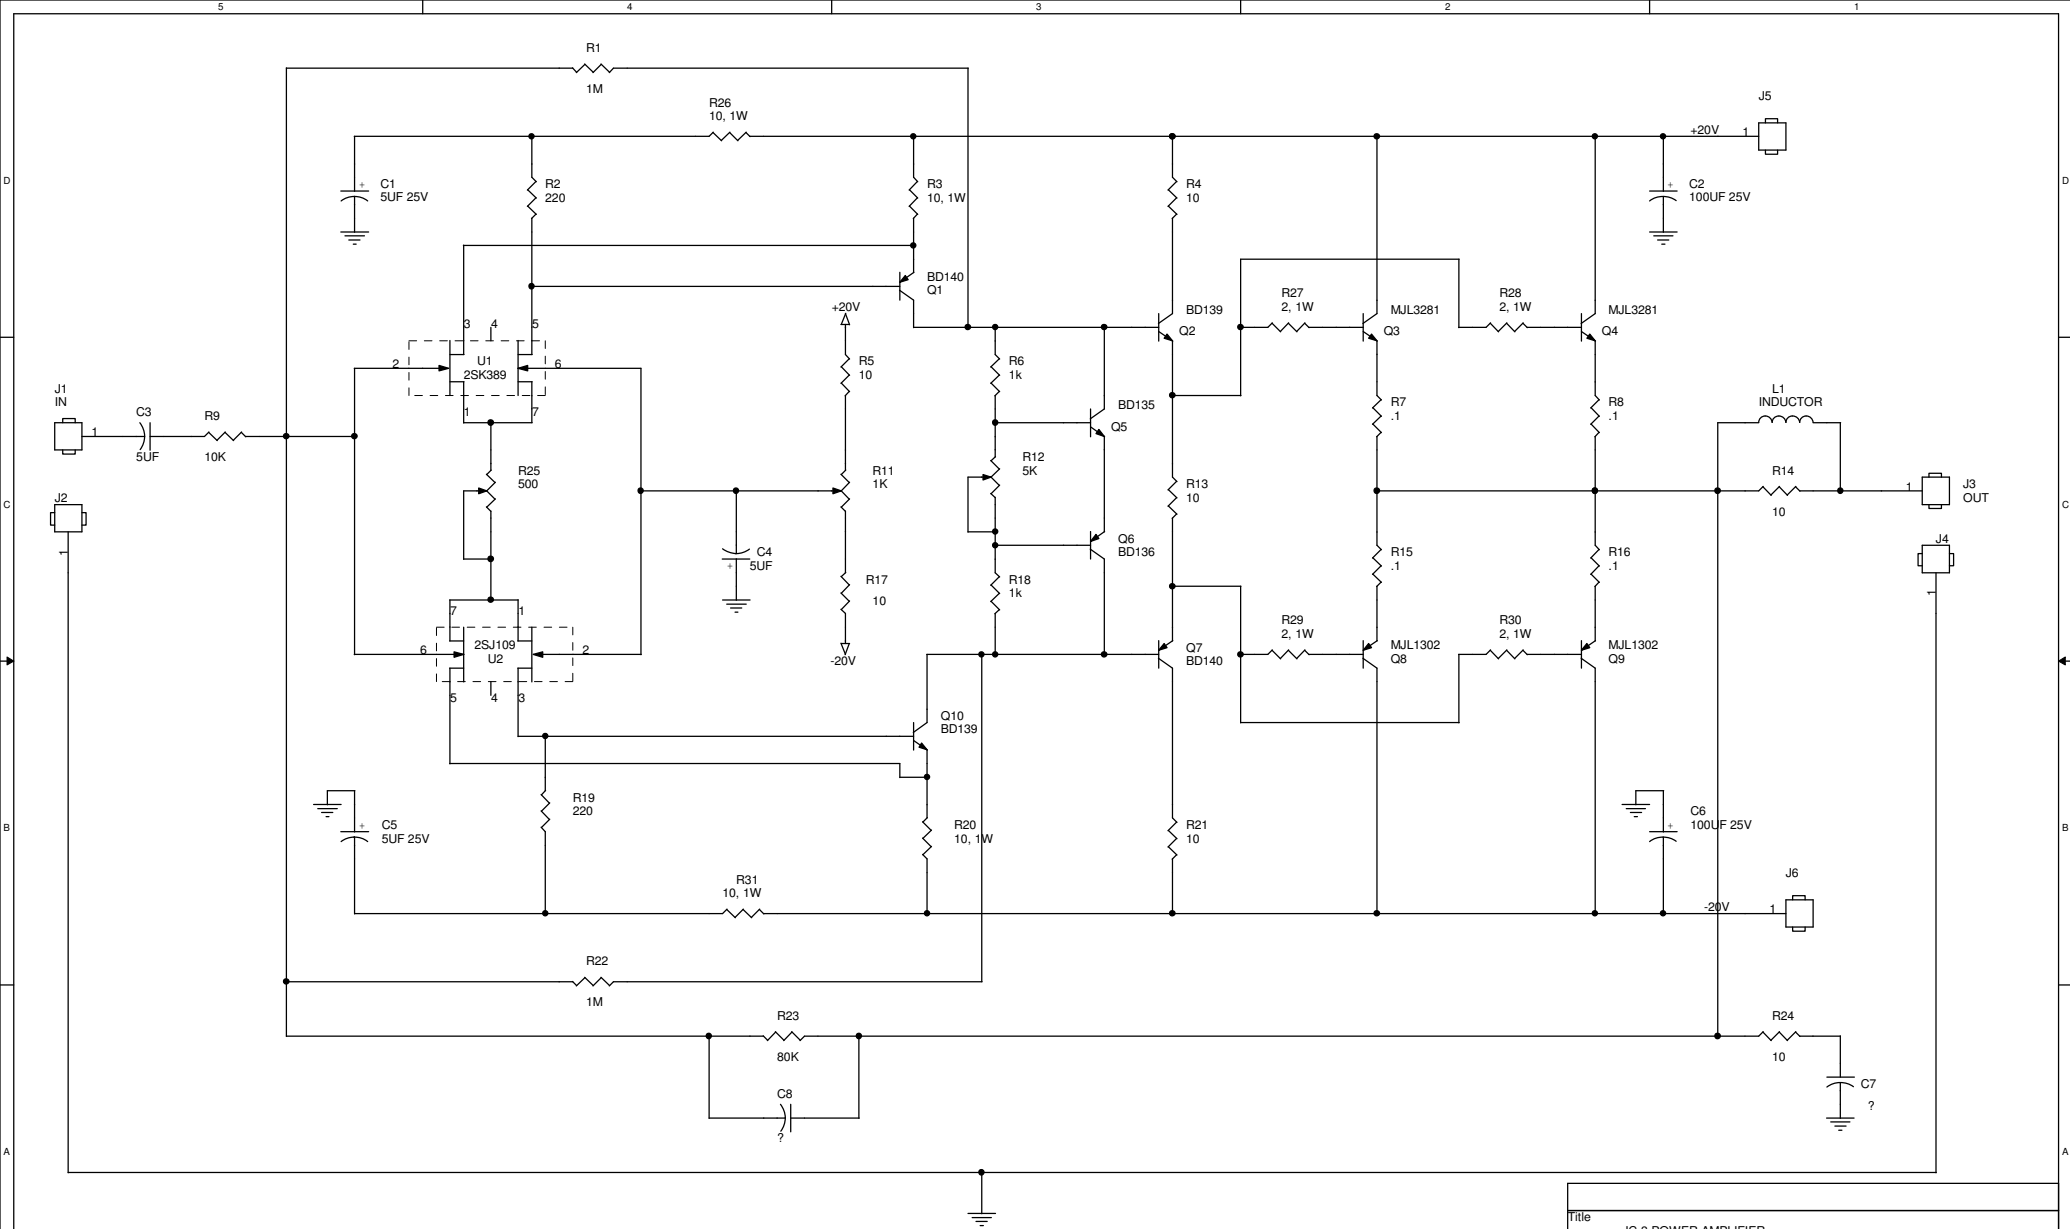 5 4 3 2 1
R1
1M
R26
10, 1W
J5
+20V 1
D D
C1
5UF 25V
R2
220
R3
10, 1W
R4
10
C2
100UF 25V
BD140
Q1
+20V
R27
2, 1W
R28
2, 1W
BD139
Q2
MJL3281
Q3
MJL3281
Q4
3 4 5
U1
2SK389
2 6
1 7
R5
10
R6
1k
J1
IN
1
C3
5UF
R9
10K
BD135
Q5
R7
.1
R8
.1
L1
INDUCTOR
R25
500
R11
1K
R12
5K
R13
10
R14
10
1
J3
OUT
C C
J2
1
C4
5UF
Q6
BD136
R15
.1
R16
.1
J4
1
R17
10
R18
1k
-20V
7 1
2SJ109
U2
6 2
5 4 3
R29
2, 1W
R30
2, 1W
Q7
BD140
MJL1302
Q8
MJL1302
Q9
Q10
BD139
R19
220
C5
5UF 25V
R20
10, 1W
R21
10
C6
100UF 25V
B B
R31
10, 1W
J6
-20V 1
R22
1M
R23
80K
R24
10
C8
?
C7
?
A A
Title